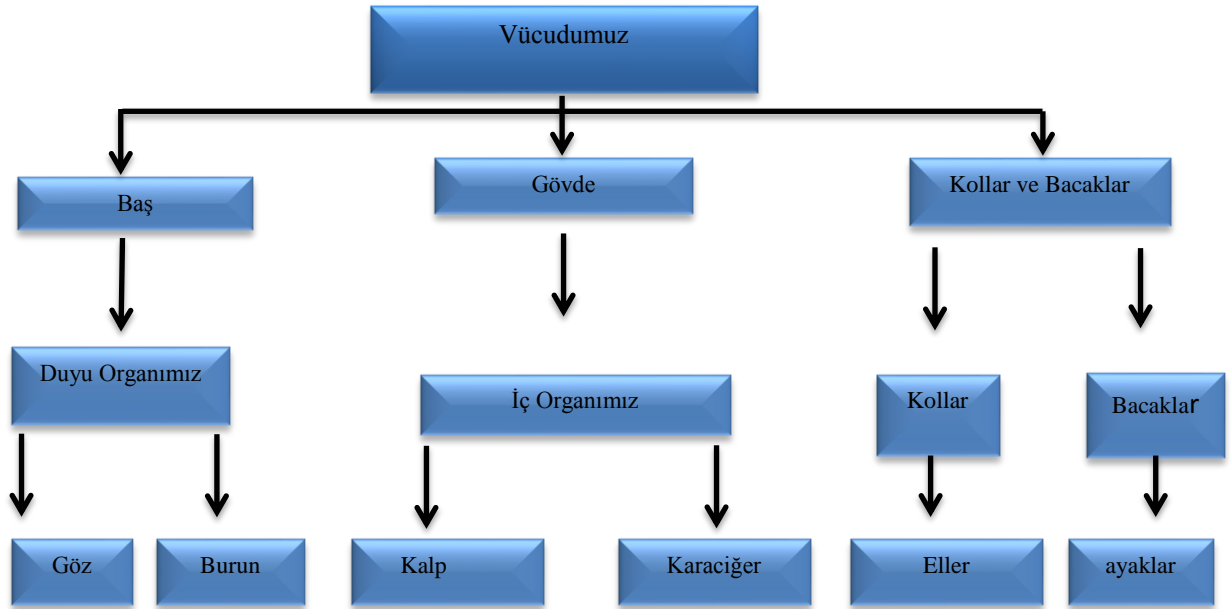 Vücudumuz
Baş
Gövde
Kollar ve Bacaklar
Duyu Organımız
İç Organımız
Kollar
Bacaklar
Göz
Burun
Kalp
Karaciğer
Eller
ayaklar